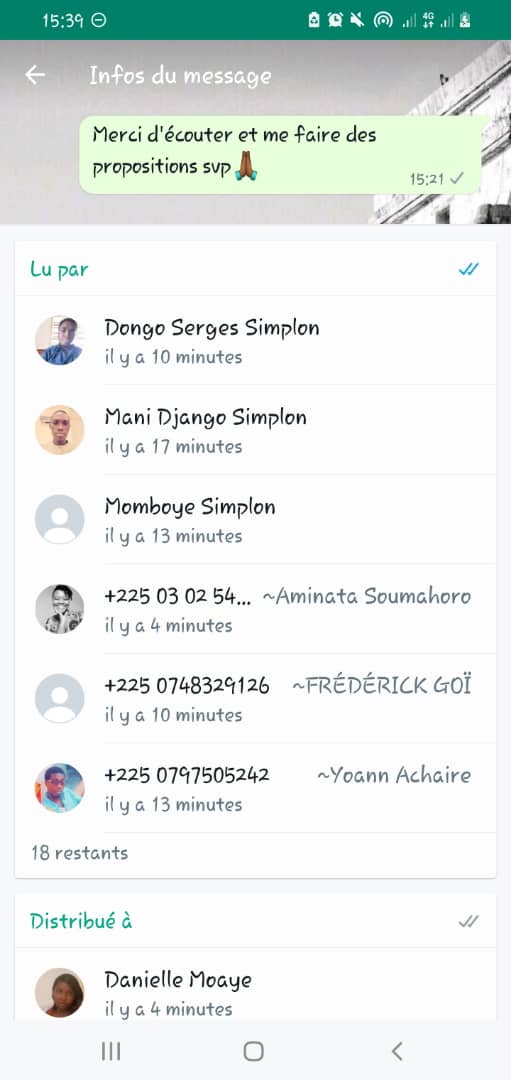 15:39
4G
Infos du message
Merci d'écouter et me faire des
propositions svp🙏🏾
15:21
Lu par
Dongo Serges Simplon
il y a 10 minutes
Mani Django Simplon
il y a 17 minutes
Momboye Simplon
il y a 13 minutes
+225 03 02 54... ~Aminata Soumahoro
il y a 4 minutes
+225 0748329126 ~FRÉDÉRICK GOÏ
il y a 10 minutes
+225 0797505242 ~Yoann Achaire
il y a 13 minutes
18 restants
Distribué à
Danielle Moaye
il y a 4 minutes